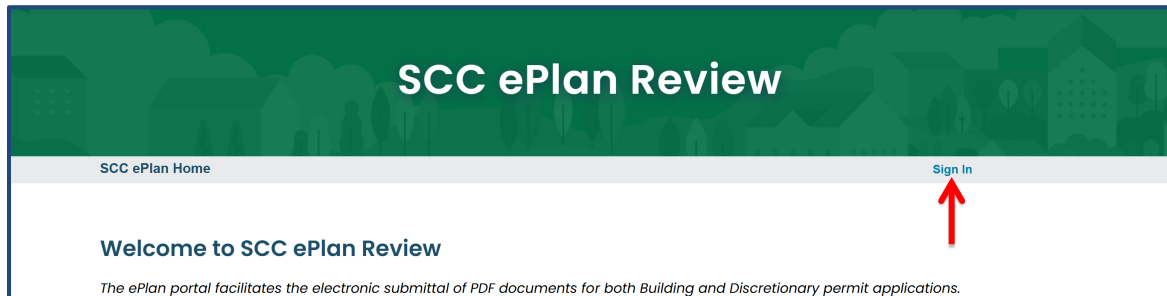 SCC ePlan Review
SCC ePlan Home Sign In
Welcome to SCC ePlan Review
The ePlan portal facilitates the electronic submittal of PDF documents for both Building and Discretionary permit applications.